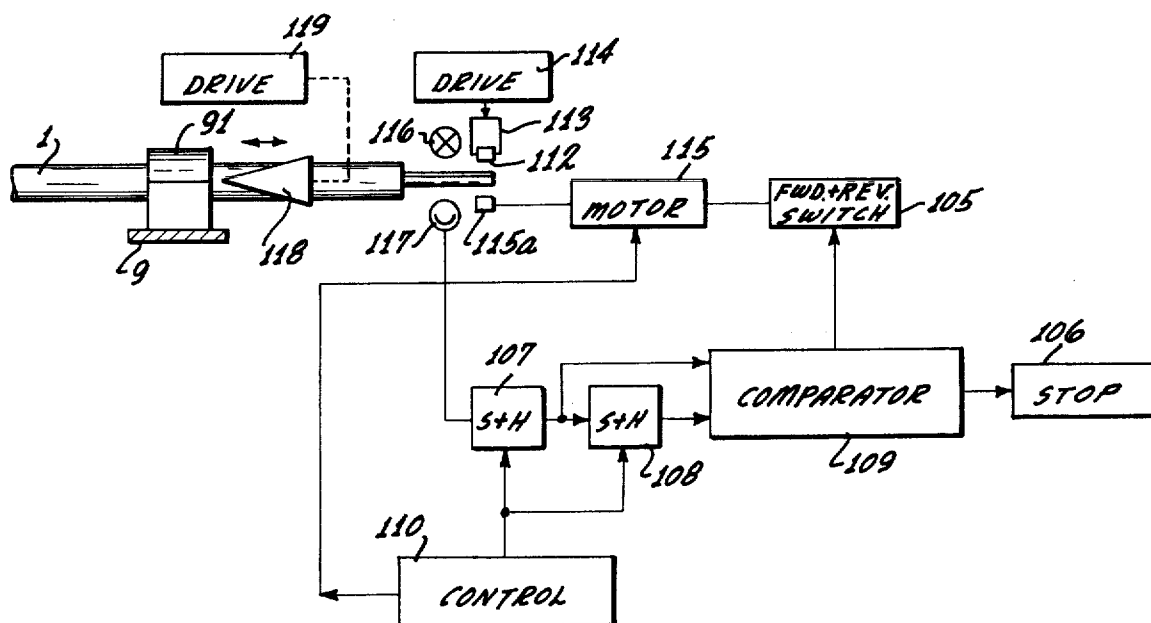 119
DRIVE
114
DRIVE
91
1
116
113
112
115
MOTOR
FWD.+REV.
SWITCH
105
118
9
117
115a
107
S+H
S+H
108
COMPARATOR
109
106
STOP
110
CONTROL